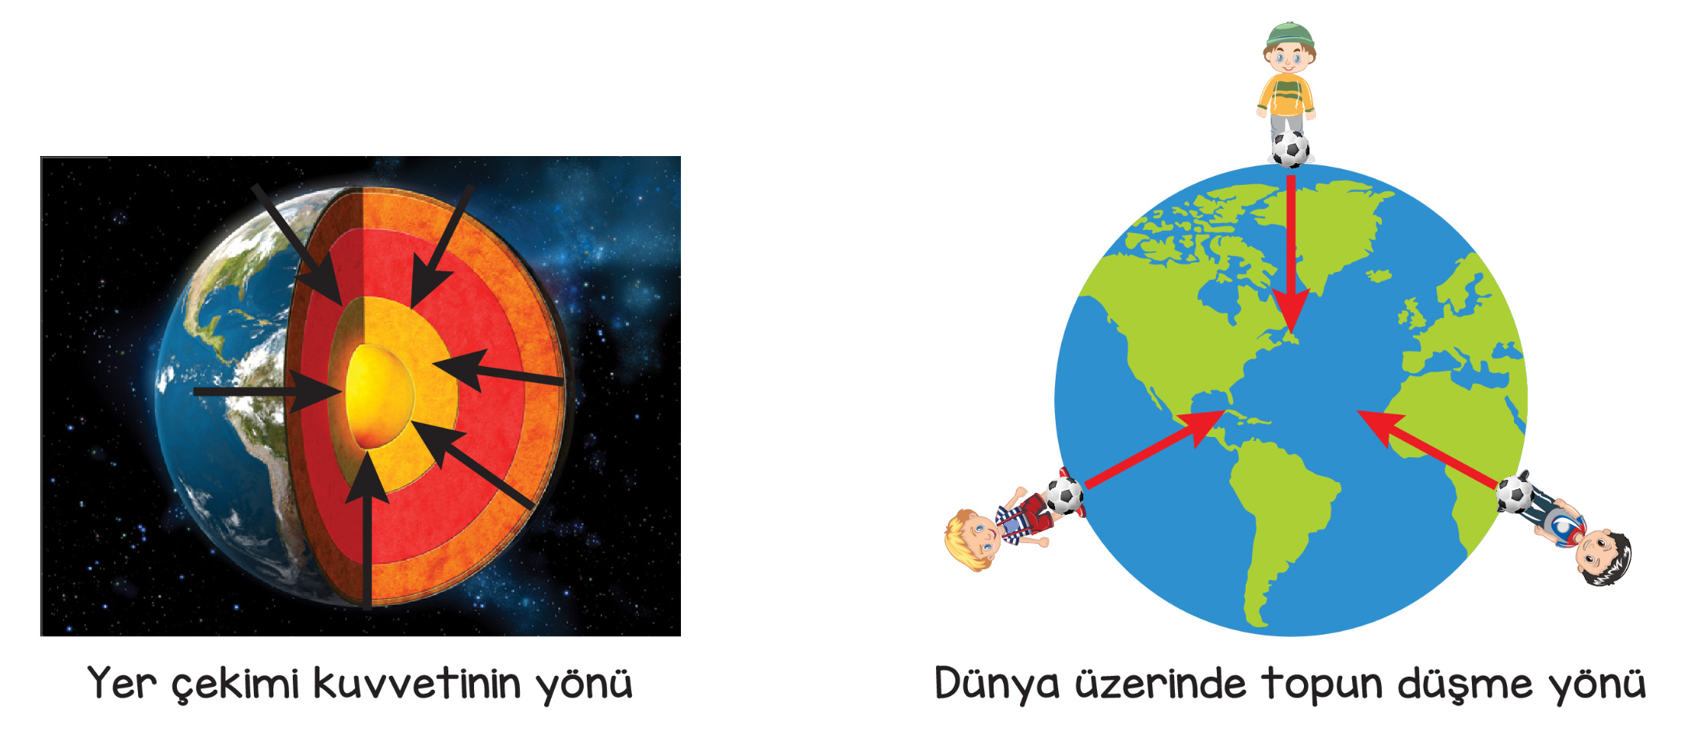 Yer çekimi kuvvetinin yönü
Dünya üzerinde topun düşme yönü